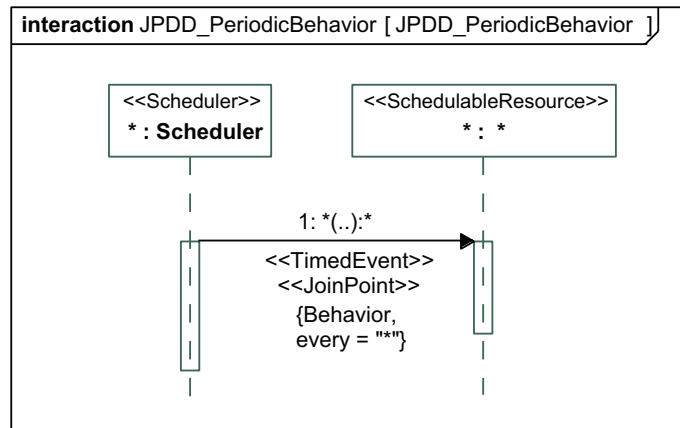 interaction JPDD_PeriodicBehavior [ JPDD_PeriodicBehavior ]
<<Scheduler>>
* : Scheduler
<<SchedulableResource>>
* : *
1: *(..):*
<<TimedEvent>>
<<JoinPoint>>
{Behavior,
every = "*"}